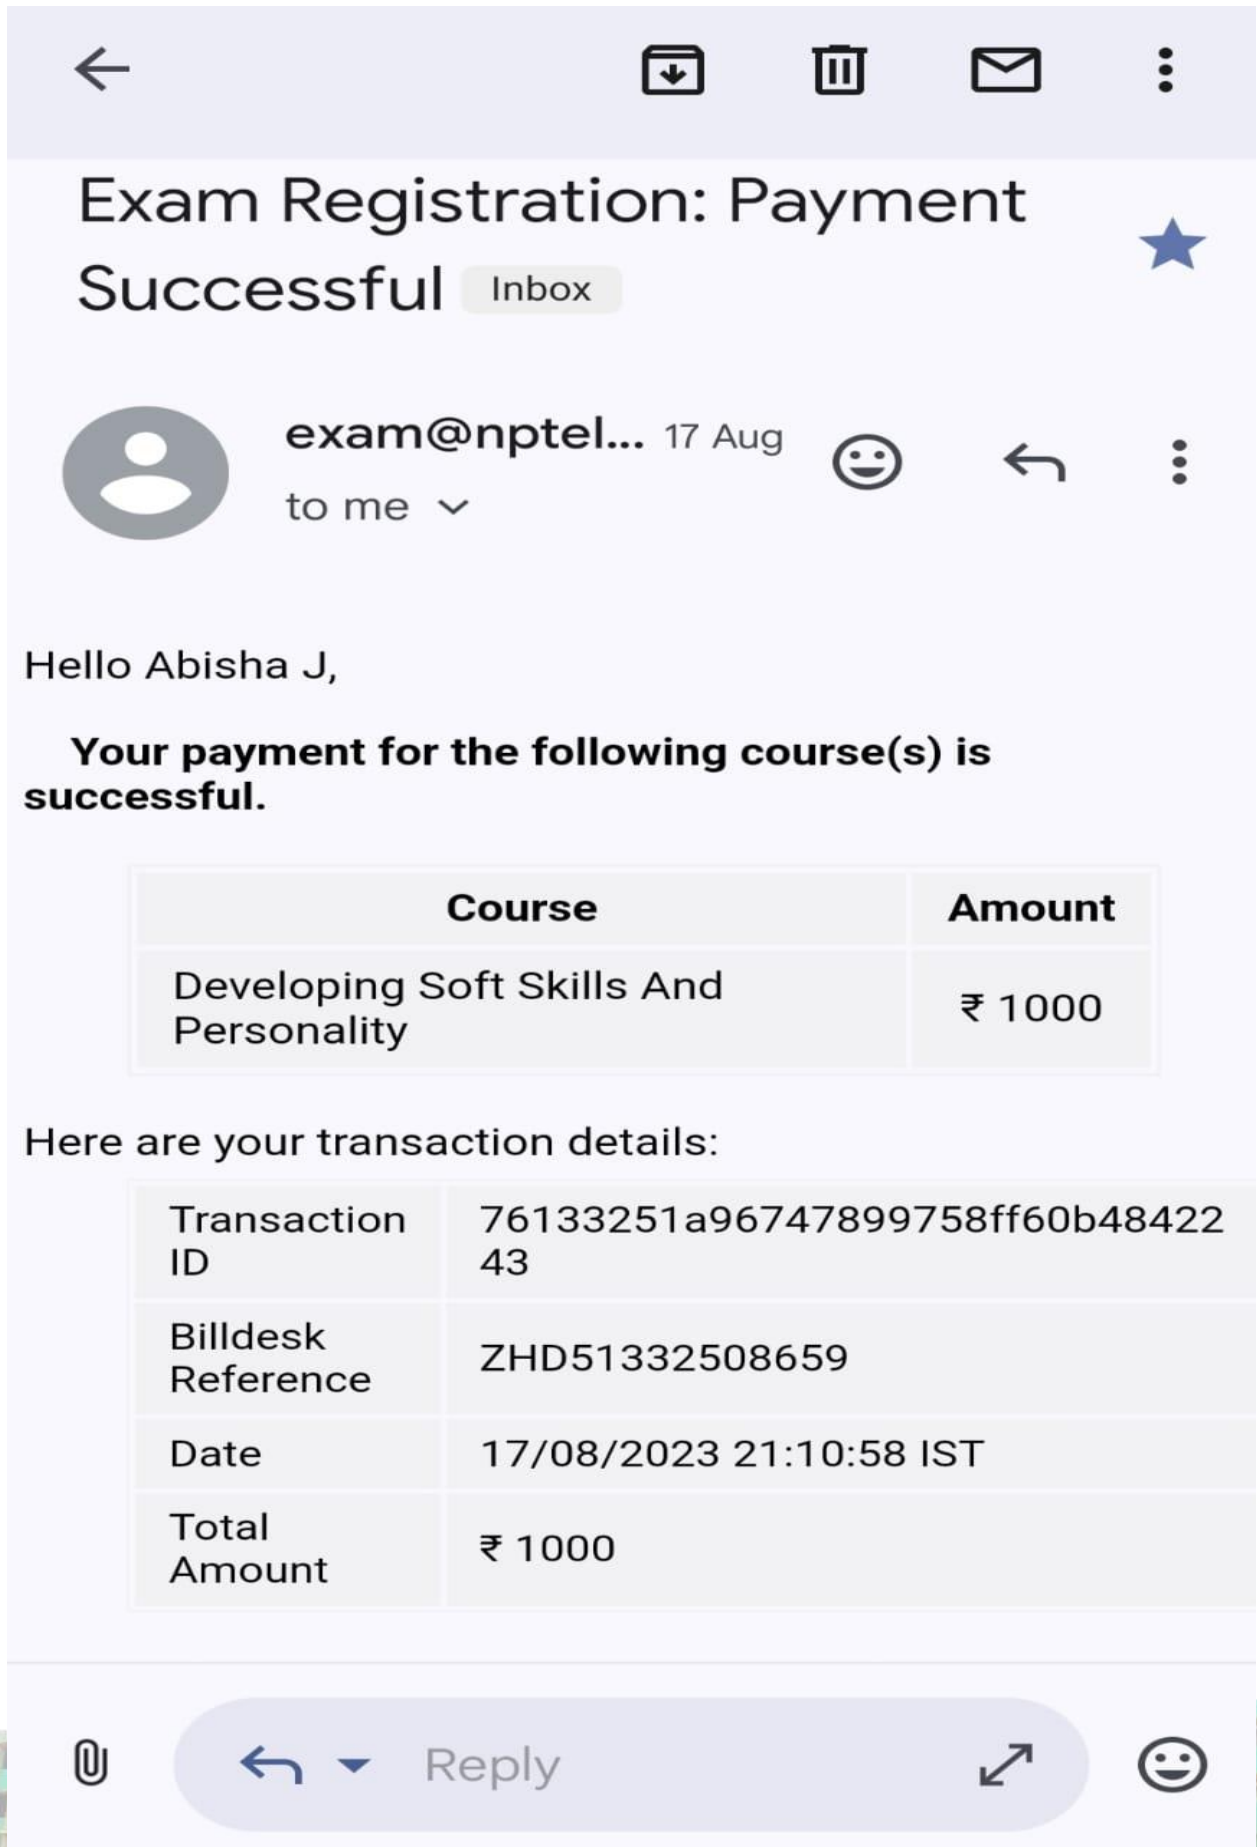 Exam Registration: Payment
Successful Inbox
exam@nptel... 17 Aug
to me
Hello Abisha J,
Your payment for the following course(s) is
successful.
Course Amount
Developing Soft Skills And
Personality
₹ 1000
Here are your transaction details:
Transaction
ID
76133251a96747899758ff60b48422
43
Billdesk
Reference
ZHD51332508659
Date 17/08/2023 21:10:58 IST
Total
Amount
₹ 1000
Reply